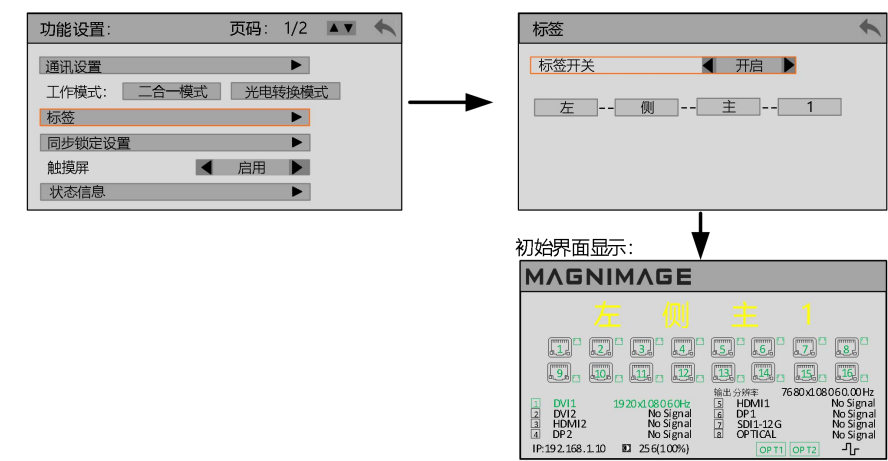 功能设置: 页码: 1/2
通讯设置
工作模式: 二合一模式 光电转换模式
标签
同步锁定设置
触摸屏 启用
状态信息
标签
标签开关 开启
左 -- 侧 -- 主 -- 1
初始界面显示:
MAGNIMAGE
左 侧 主 1
1 2 3 4 5 6 7 8
9 10 11 12 13 14 15 16
输出分辨率 7680x1080 60.00Hz
1 DVI1 1920x1080 60Hz 5 HDMI1 No Signal
2 DVI2 No Signal 6 DP1 No Signal
3 HDMI2 No Signal 7 SDI1-12G No Signal
4 DP2 No Signal 8 OPTICAL No Signal
IP:192.168.1.10 256(100%) OPT1 OPT2